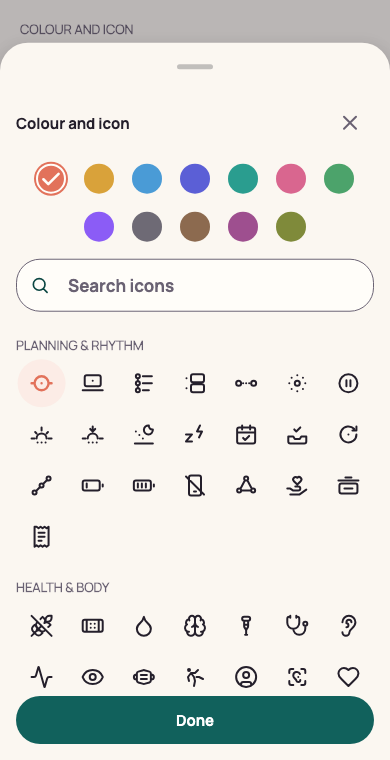 COLOUR AND ICON
Colour and icon
Search icons
PLANNING & RHYTHM
HEALTH & BODY
Done